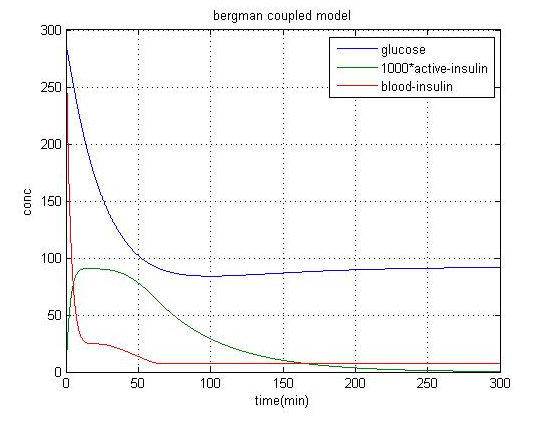 bergman coupled model
300
250
200
150
100
50
0
conc
glucose
1000*active-insulin
blood-insulin
0 50 100 150 200 250 300
time(min)